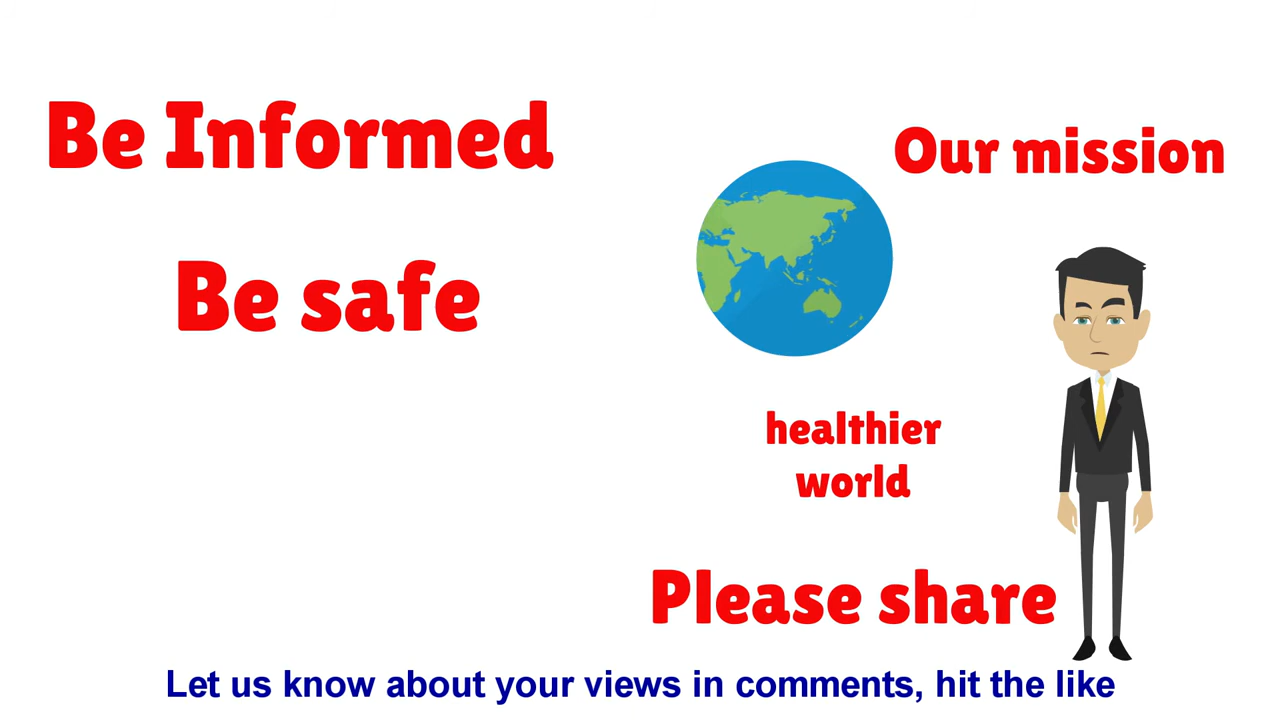 Be Informed
Be safe
Our mission
healthier
world
Please share
Let us know about your views in comments, hit the like